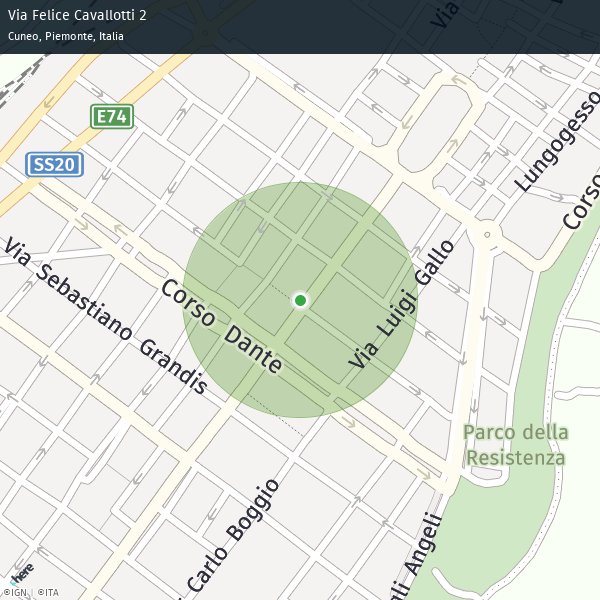 Via Felice Cavallotti 2
Cuneo, Piemonte, Italia
Via
E74
Lungogesso
SS20
Corso
Via Sebastiano Grandis
Corso Dante
Via Luigi Gallo
Parco della
Resistenza
Carlo Boggio
Angeli
here
©IGN | ©ITA